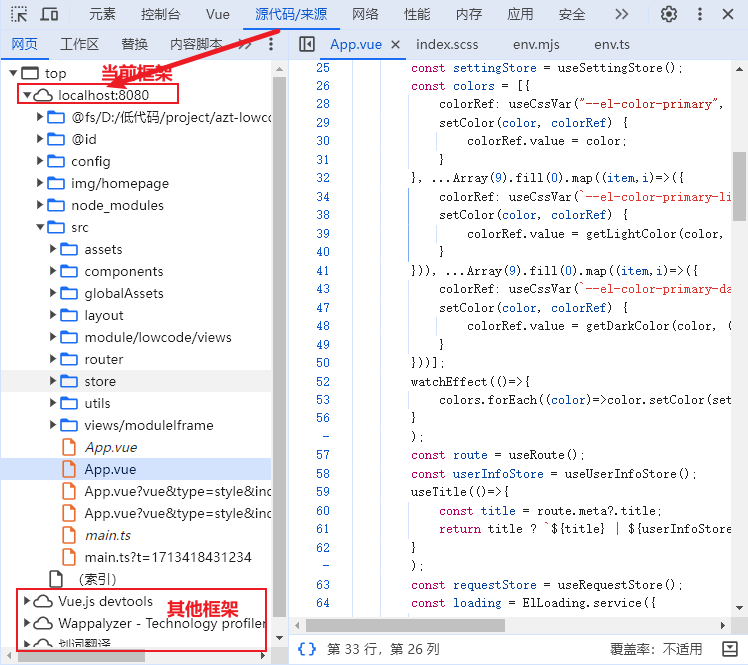 元素 控制台 Vue 源代码/来源 网络 性能 内存 应用 安全
网页 工作区 替换 内容脚本
App.vue index.scss env.mjs env.ts
top
当前框架
localhost:8080
@fs/D:/低代码/project/azt-lowco
@id
config
img/homepage
node_modules
src
assets
components
globalAssets
layout
module/lowcode/views
router
store
utils
views/moduleIframe
App.vue
App.vue
App.vue?vue&type=style&inc
App.vue?vue&type=style&inc
main.ts
main.ts?t=1713418431234
（索引）
Vue.js devtools
其他框架
Wappalyzer - Technology profiler
划词翻译
25 const settingStore = useSettingStore();
26 const colors = [{
28 colorRef: useCssVar("--el-color-primary",
29 setColor(color, colorRef) {
30 colorRef.value = color;
31 }
32 }, ...Array(9).fill(0).map((item,i)=>({
34 colorRef: useCssVar(`--el-color-primary-li
38 setColor(color, colorRef) {
39 colorRef.value = getLightColor(color,
40 }
41 })), ...Array(9).fill(0).map((item,i)=>({
43 colorRef: useCssVar(`--el-color-primary-da
47 setColor(color, colorRef) {
48 colorRef.value = getDarkColor(color, (
49 }
50 }))];
52 watchEffect(()=>{
53 colors.forEach((color)=>color.setColor(set
56 }
- );
57 const route = useRoute();
58 const userInfoStore = useUserInfoStore();
59 useTitle(()=>{
60 const title = route.meta?.title;
61 return title ? `${title} | ${userInfoStore
62 }
- );
63 const requestStore = useRequestStore();
64 const loading = ElLoading.service({
{} 第 33 行，第 26 列 覆盖率：不适用